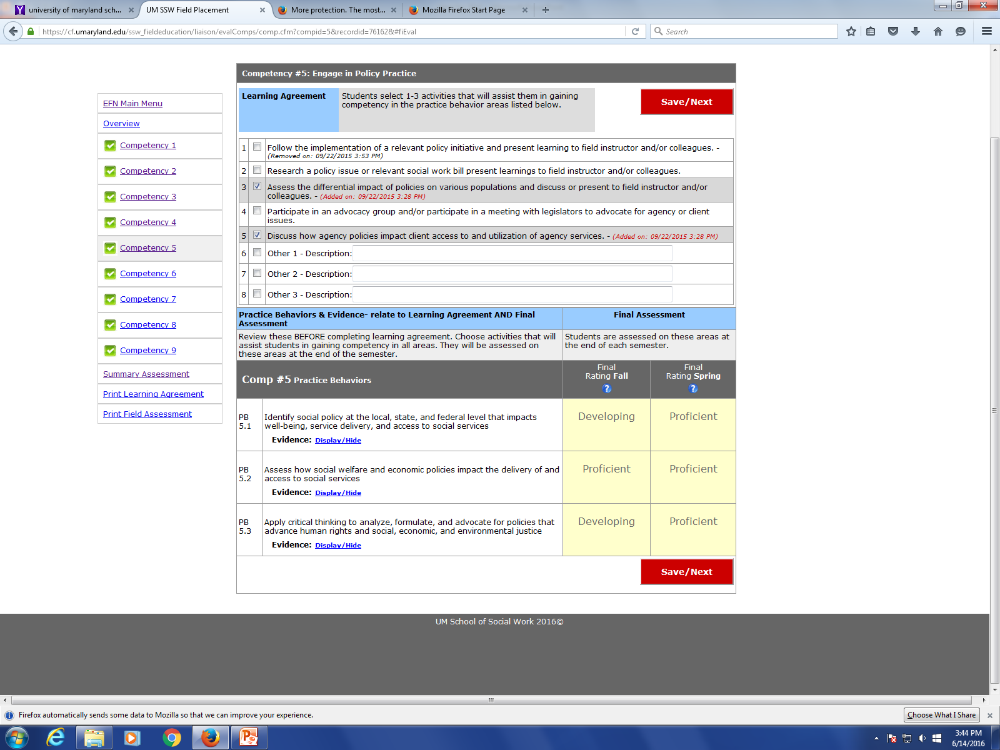 university of maryland sch...
UM SSW Field Placement
More protection. The most...
Mozilla Firefox Start Page
https://cf.umaryland.edu/ssw_fieldeducation/liaison/evalComps/comp.cfm?compid=5&recordid=76162&#fiEval
Search
EFN Main Menu
Overview
Competency 1
Competency 2
Competency 3
Competency 4
Competency 5
Competency 6
Competency 7
Competency 8
Competency 9
Summary Assessment
Print Learning Agreement
Print Field Assessment
Competency #5: Engage in Policy Practice
Learning Agreement
Students select 1-3 activities that will assist them in gaining
competency in the practice behavior areas listed below.
Save/Next
1 Follow the implementation of a relevant policy initiative and present learning to field instructor and/or colleagues. -
(Removed on: 09/22/2015 3:53 PM)
2 Research a policy issue or relevant social work bill present learnings to field instructor and/or colleagues.
3 Assess the differential impact of policies on various populations and discuss or present to field instructor and/or
colleagues. - (Added on: 09/22/2015 3:28 PM)
4 Participate in an advocacy group and/or participate in a meeting with legislators to advocate for agency or client
issues.
5 Discuss how agency policies impact client access to and utilization of agency services. - (Added on: 09/22/2015 3:28 PM)
6 Other 1 - Description:
7 Other 2 - Description:
8 Other 3 - Description:
Practice Behaviors & Evidence- relate to Learning Agreement AND Final
Assessment
Final Assessment
Review these BEFORE completing learning agreement. Choose activities that will
assist students in gaining competency in all areas. They will be assessed on
these areas at the end of the semester.
Students are assessed on these areas at
the end of each semester.
Comp #5 Practice Behaviors
Final
Rating Fall
?
Final
Rating Spring
?
PB
5.1
Identify social policy at the local, state, and federal level that impacts
well-being, service delivery, and access to social services
Evidence: Display/Hide
Developing
Proficient
PB
5.2
Assess how social welfare and economic policies impact the delivery of and
access to social services
Evidence: Display/Hide
Proficient
Proficient
PB
5.3
Apply critical thinking to analyze, formulate, and advocate for policies that
advance human rights and social, economic, and environmental justice
Evidence: Display/Hide
Developing
Proficient
Save/Next
UM School of Social Work 2016©
Firefox automatically sends some data to Mozilla so that we can improve your experience.
Choose What I Share
3:44 PM
6/14/2016